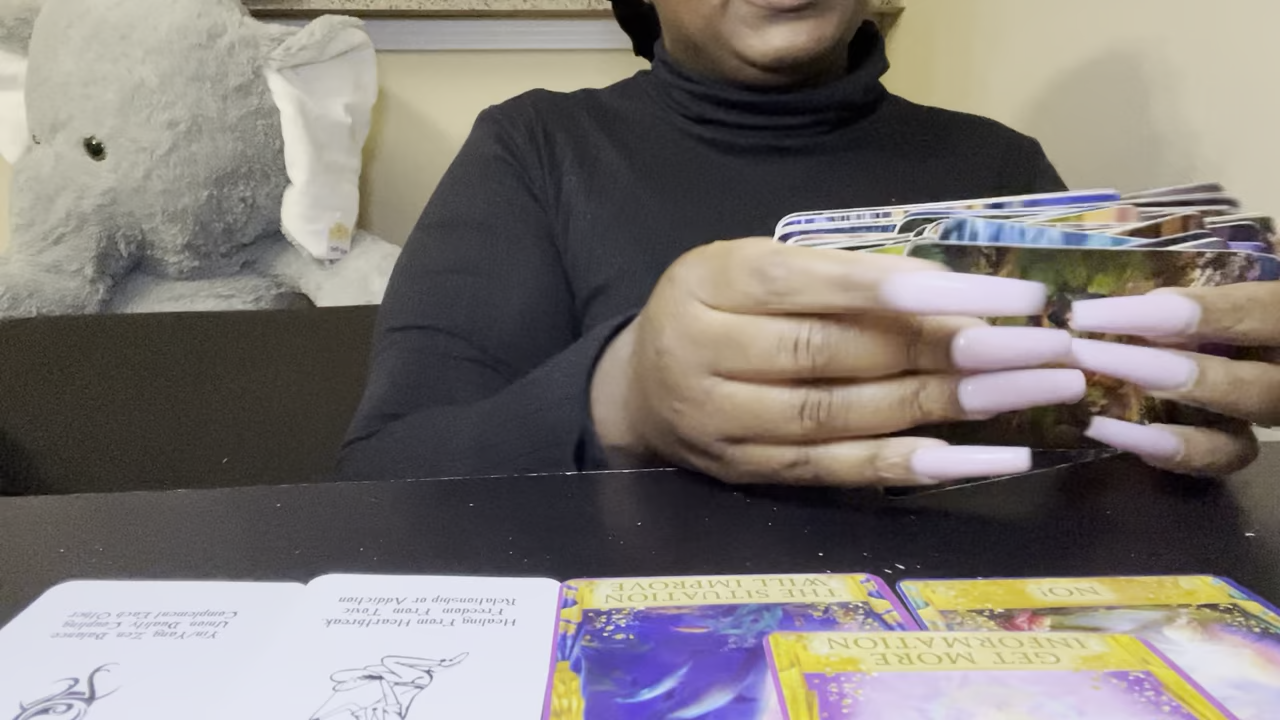 Yin/Yang Zen Balance
Union Duality Coupling
Complement Each Other
Healing From Heartbreak
Freedom From Toxic
Relationship or Addiction
THE SITUATION
WILL IMPROVE
NO!
GET MORE
INFORMATION